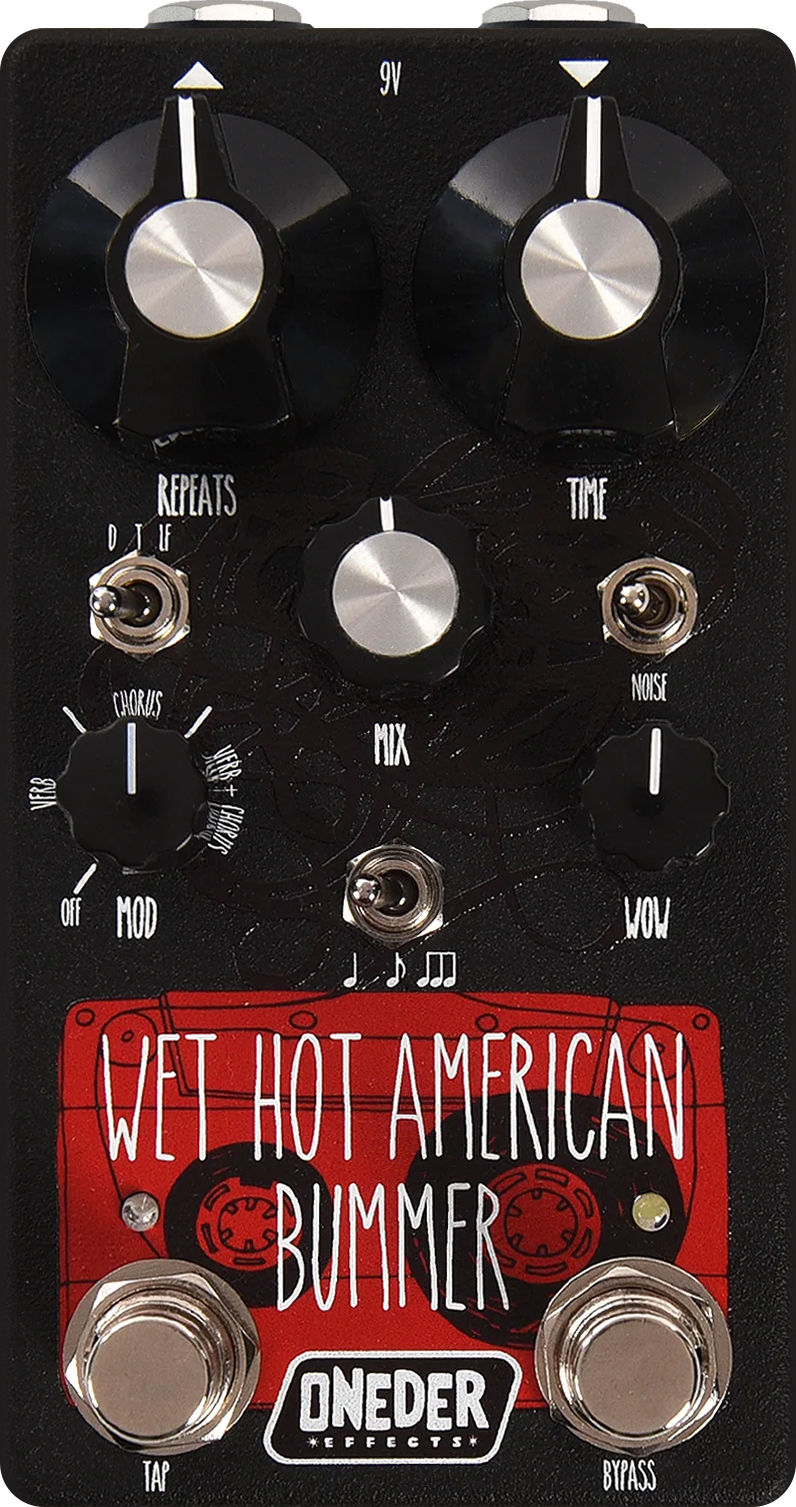 9V
REPEATS
TIME
D T LF
NOISE
CHORUS
MIX
VERB
VERB + CHORUS
OFF
MOD
WOW
WET HOT AMERICAN
BUMMER
ONEDER
EFFECTS
TAP
BYPASS